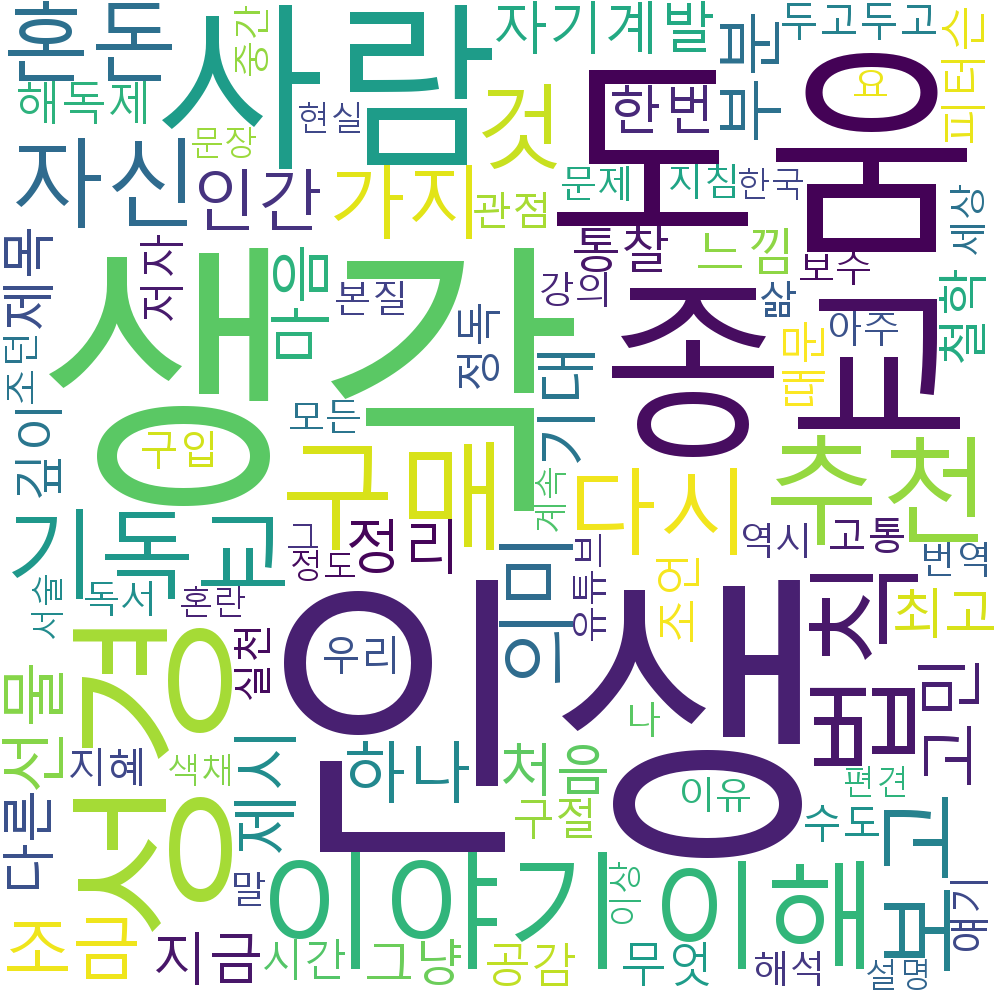 혼돈
사람
중간
자기계발
부분
두고두고
피터슨
해독제
문장
현실
것
한번
도움
요
자신
인간
가지
관점
문제
지침
한국
세상
제목
저자
마음
본질
통찰
느낌
강의
보수
삶
종교
아주
철학
때문
조던
생각
정독
기대
모든
깊이
구입
구매
계속
다시
추천
기독교
그
정도
정리
역시
고통
번역
서술
독서
혼란
의미
유튜브
조언
책
최고
성경
실천
우리
인생
선물
지혜
색채
제시
하나
처음
나
법칙
고민
이유
편견
다른
구절
수도
보고
말
이야기
이상
이해
얘기
조금
지금
시간
그냥
공감
무엇
해석
설명